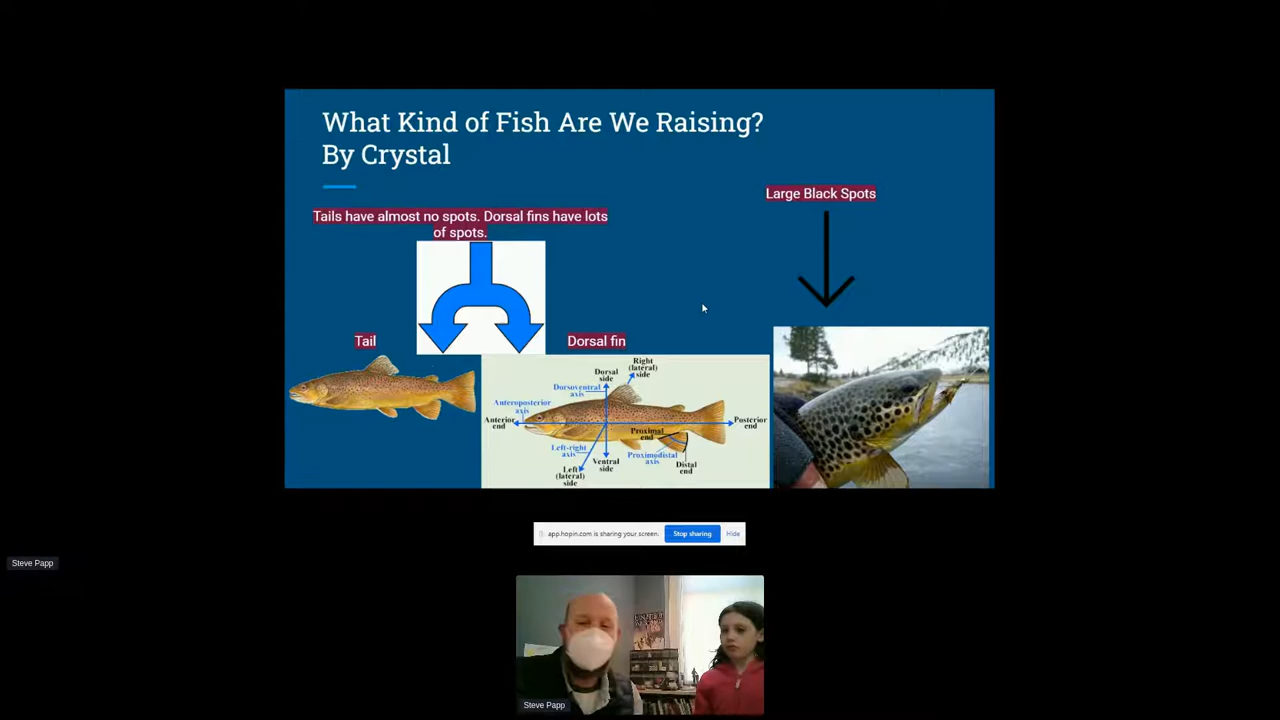 What Kind of Fish Are We Raising?
By Crystal
Large Black Spots
Tails have almost no spots. Dorsal fins have lots
of spots.
Tail
Dorsal fin
Dorsal
side
Right
(lateral)
side
Dorsoventral
axis
Anteroposterior
axis
Anterior
end
Posterior
end
Proximal
end
Left-right
axis
Proximodistal
axis
Ventral
side
Distal
end
Left
(lateral)
side
app.hopin.com is sharing your screen.
Stop sharing
Hide
Steve Papp
Steve Papp